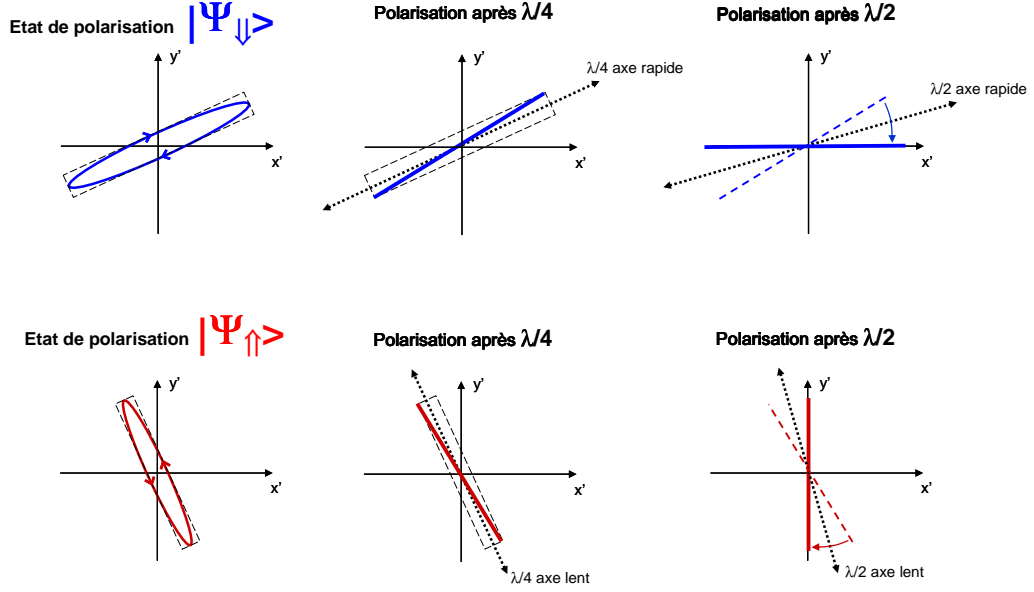 Etat de polarisation |Ψ⇓>
Polarisation après λ/4
Polarisation après λ/2
y'
x'
y'
λ/4 axe rapide
x'
y'
λ/2 axe rapide
x'
Etat de polarisation |Ψ⇑>
Polarisation après λ/4
Polarisation après λ/2
y'
x'
y'
x'
λ/4 axe lent
y'
x'
λ/2 axe lent